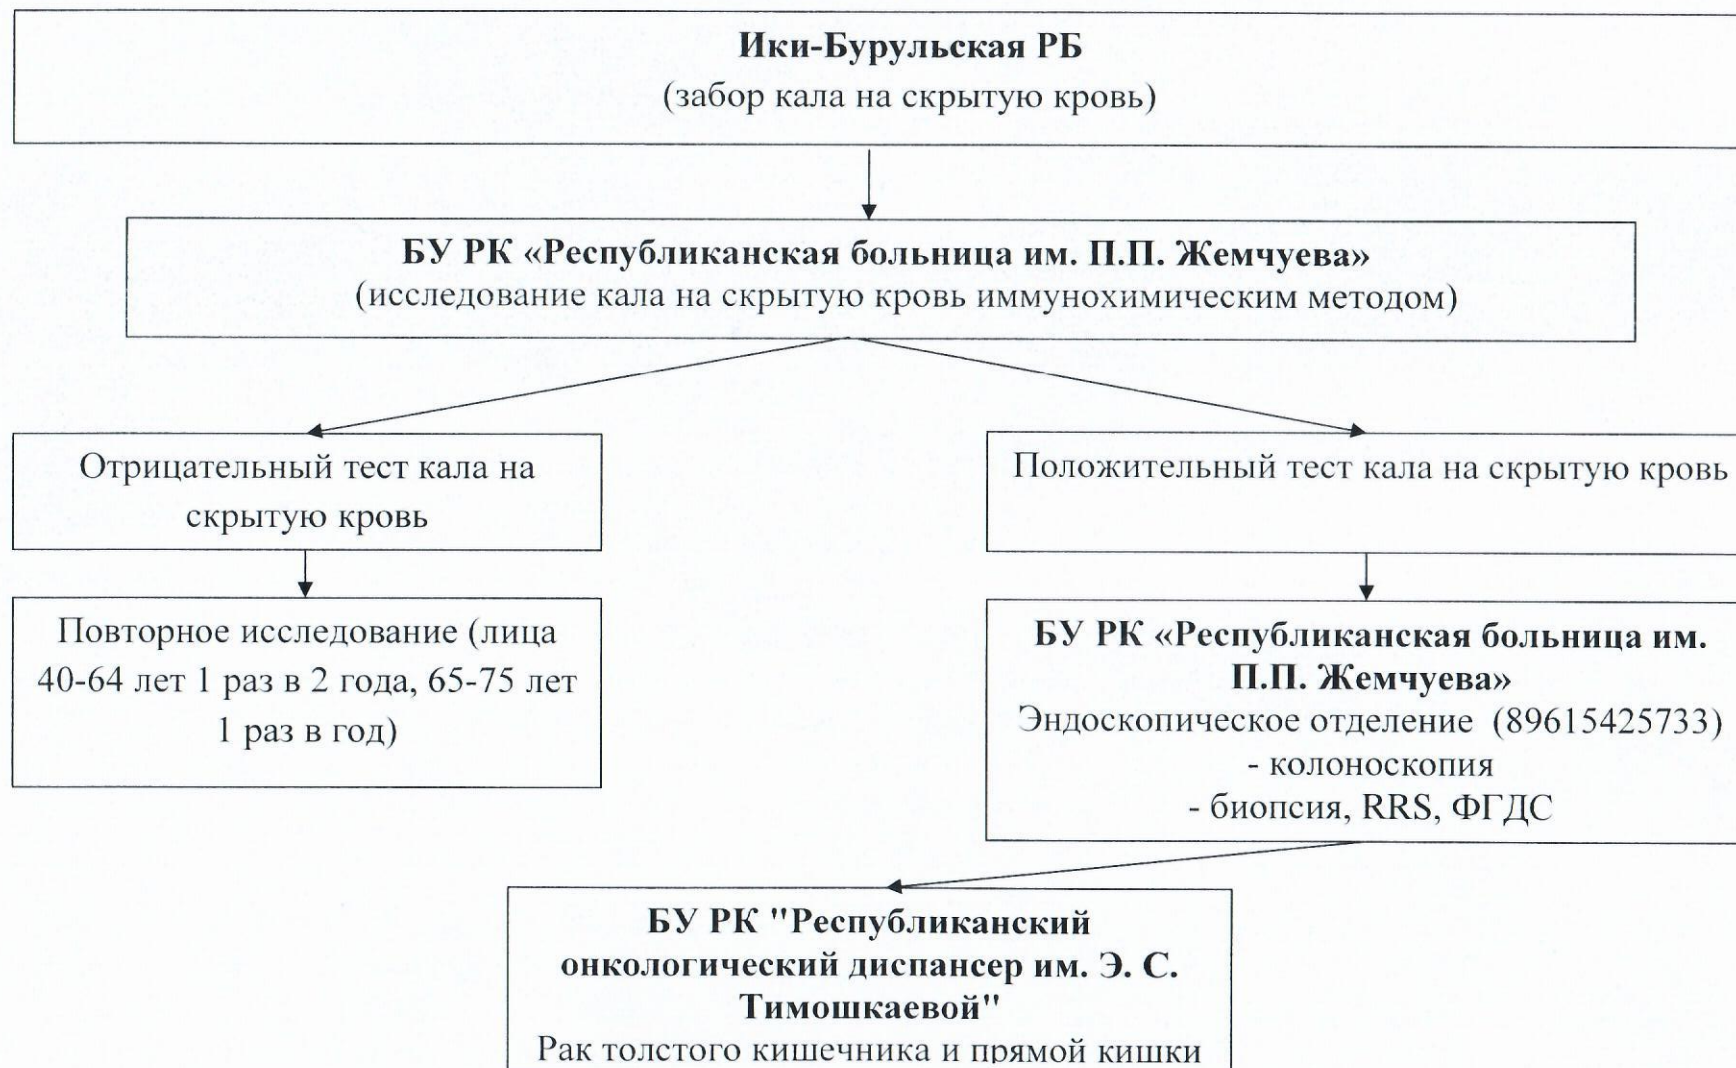 Ики-Бурульская РБ
(забор кала на скрытую кровь)
БУ РК «Республиканская больница им. П.П. Жемчуева»
(исследование кала на скрытую кровь иммунохимическим методом)
Отрицательный тест кала на
скрытую кровь
Положительный тест кала на скрытую кровь
Повторное исследование (лица
40-64 лет 1 раз в 2 года, 65-75 лет
1 раз в год)
БУ РК «Республиканская больница им.
П.П. Жемчуева»
Эндоскопическое отделение (89615425733)
- колоноскопия
- биопсия, RRS, ФГДС
БУ РК "Республиканский
онкологический диспансер им. Э. С.
Тимошкаевой"
Рак толстого кишечника и прямой кишки